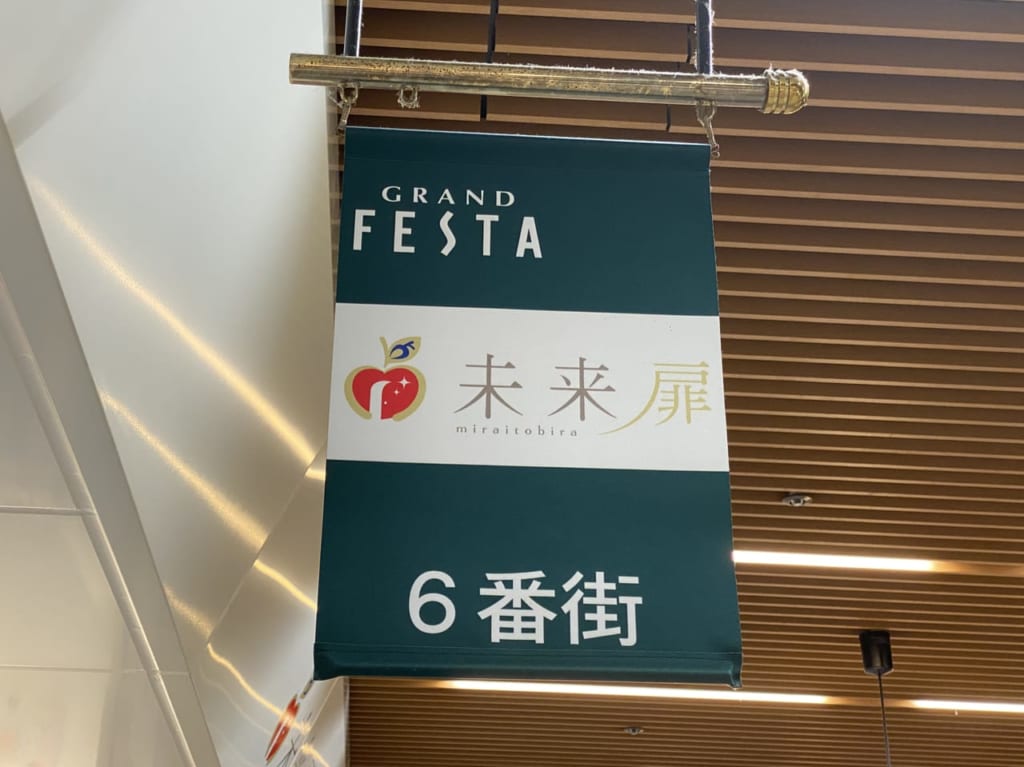 GRAND
FESTA
未来扉
miraitobira
6番街